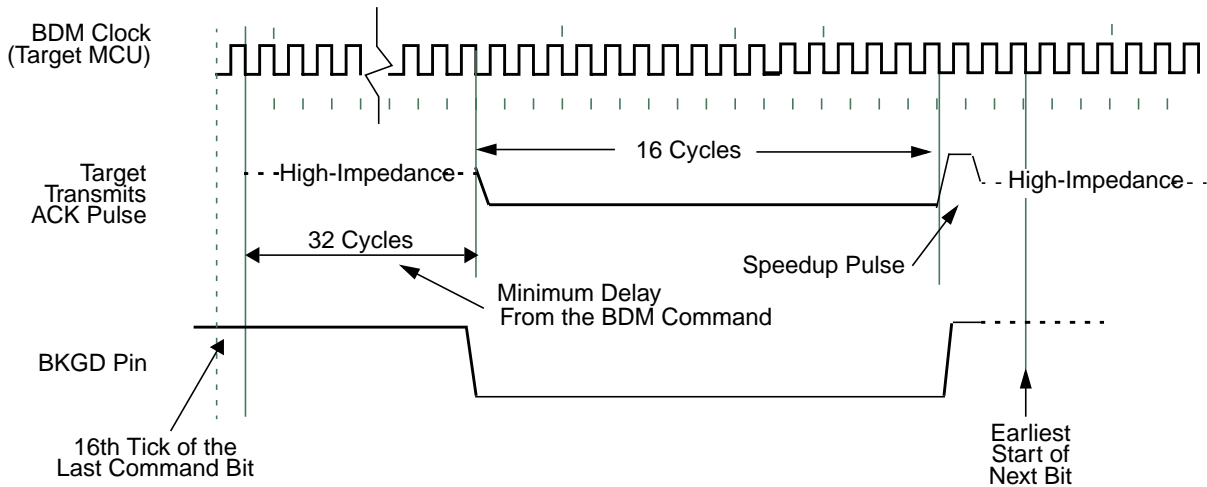 BDM Clock
(Target MCU)
Target
Transmits
ACK Pulse
High-Impedance
16 Cycles
High-Impedance
32 Cycles
Speedup Pulse
Minimum Delay
From the BDM Command
BKGD Pin
16th Tick of the
Last Command Bit
Earliest
Start of
Next Bit